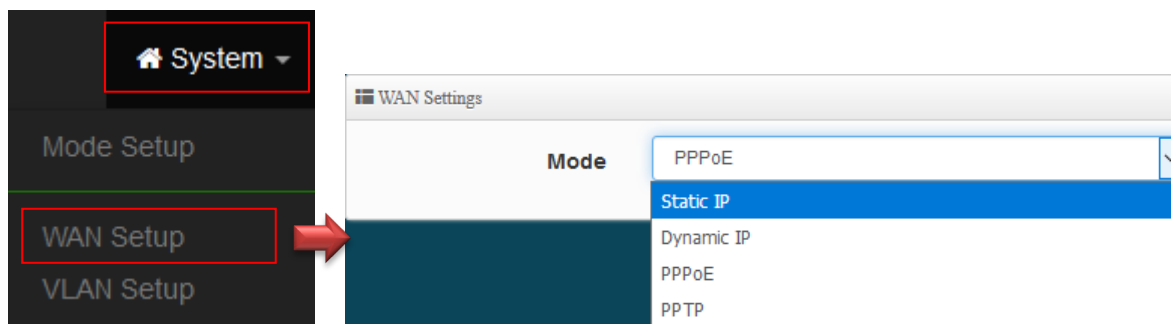 System
Mode Setup
WAN Setup
VLAN Setup
WAN Settings
Mode
PPPoE
Static IP
Dynamic IP
PPPoE
PPTP